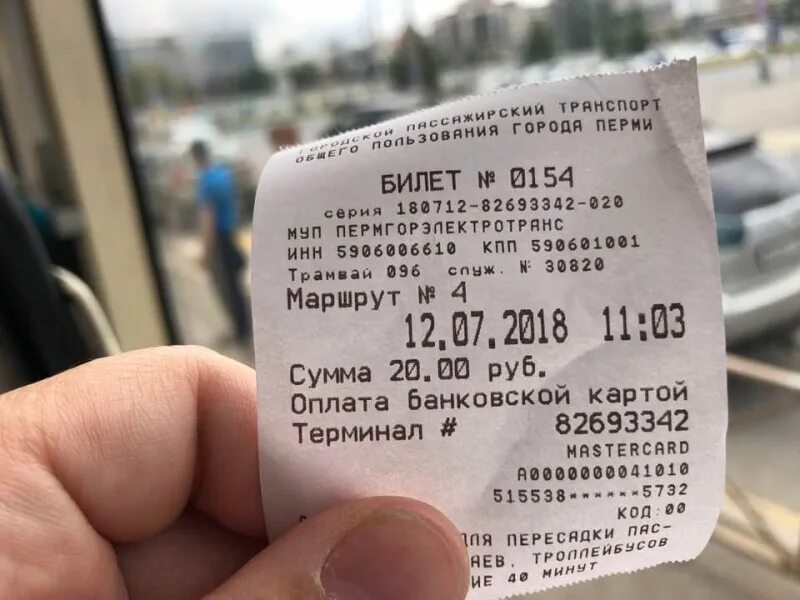 ГОРОДСКОЙ ПАССАЖИРСКИЙ ТРАНСПОРТ
ОБЩЕГО ПОЛЬЗОВАНИЯ ГОРОДА ПЕРМИ
БИЛЕТ № 0154
серия 180712-82693342-020
МУП ПЕРМГОРЭЛЕКТРОТРАНС
ИНН 5906006610 КПП 590601001
Трамвай 096 служ. № 30820
Маршрут № 4
12.07.2018 11:03
Сумма 20.00 руб.
Оплата банковской картой
Терминал # 82693342
MASTERCARD
A0000000041010
515538******5732
КОД:00
ДЛЯ ПЕРЕСАДКИ ПАС-
ТРОЛЛЕЙБУСОВ
40 МИНУТ